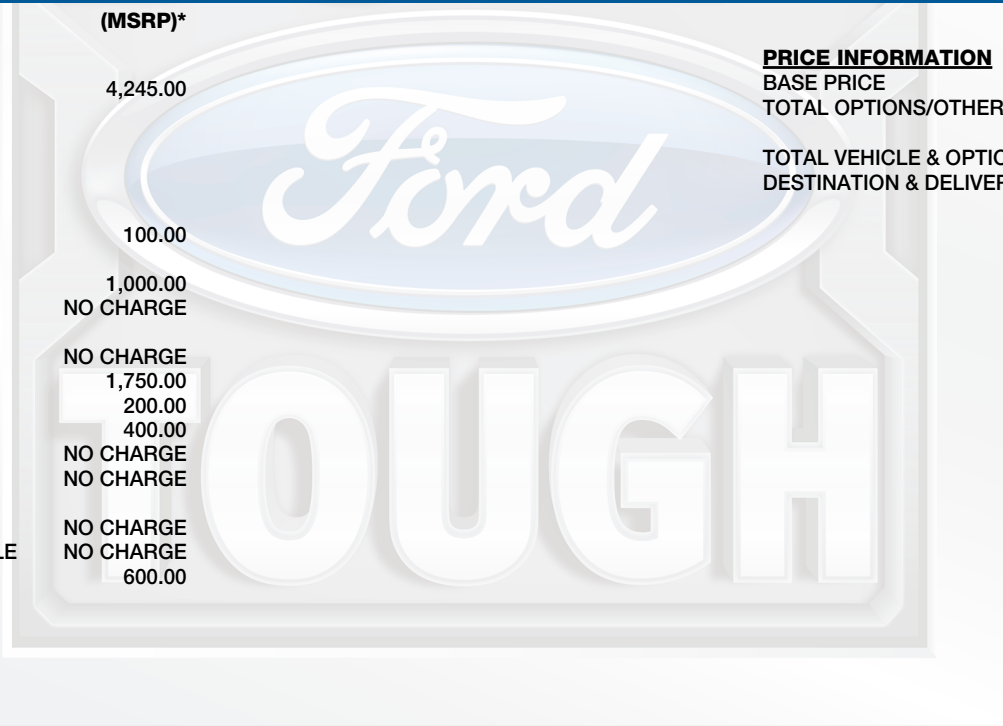 (MSRP)*
4,245.00
100.00
1,000.00
NO CHARGE
NO CHARGE
1,750.00
200.00
400.00
NO CHARGE
NO CHARGE
NO CHARGE
LE NO CHARGE
600.00
PRICE INFORMATION
BASE PRICE
TOTAL OPTIONS/OTHER
TOTAL VEHICLE & OPTIO
DESTINATION & DELIVER
Ford
TOUGH